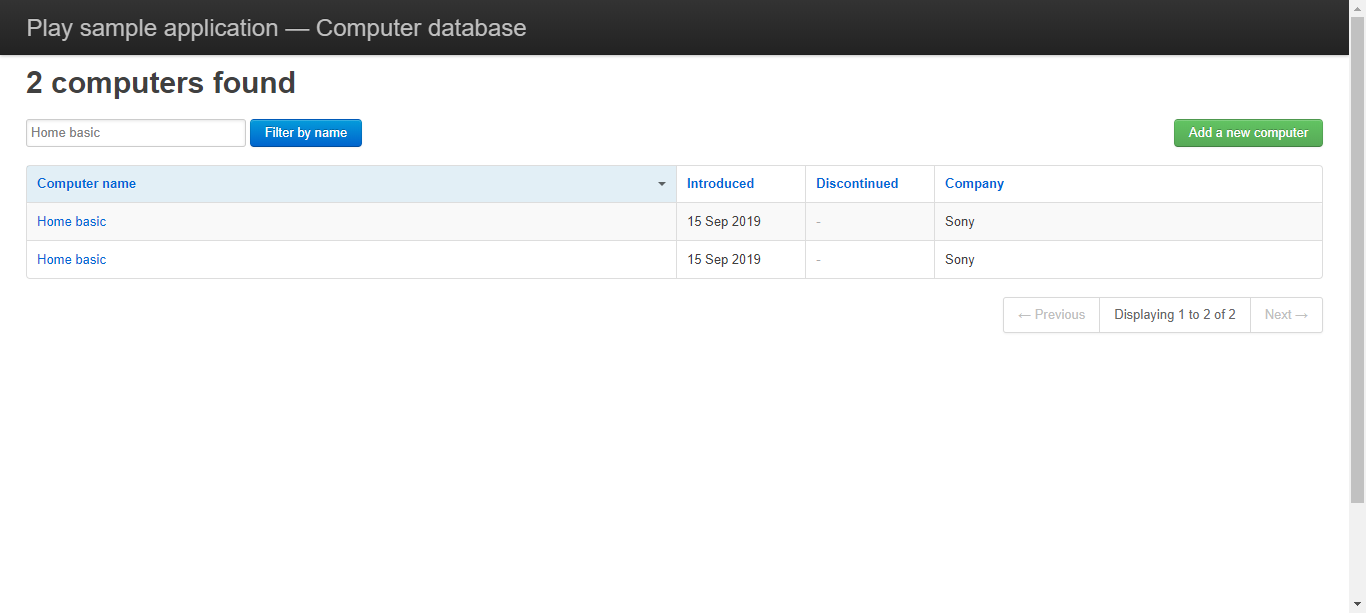 Play sample application — Computer database
2 computers found
Home basic Filter by name Add a new computer
Computer name Introduced Discontinued Company
Home basic 15 Sep 2019 - Sony
Home basic 15 Sep 2019 - Sony
← Previous Displaying 1 to 2 of 2 Next →